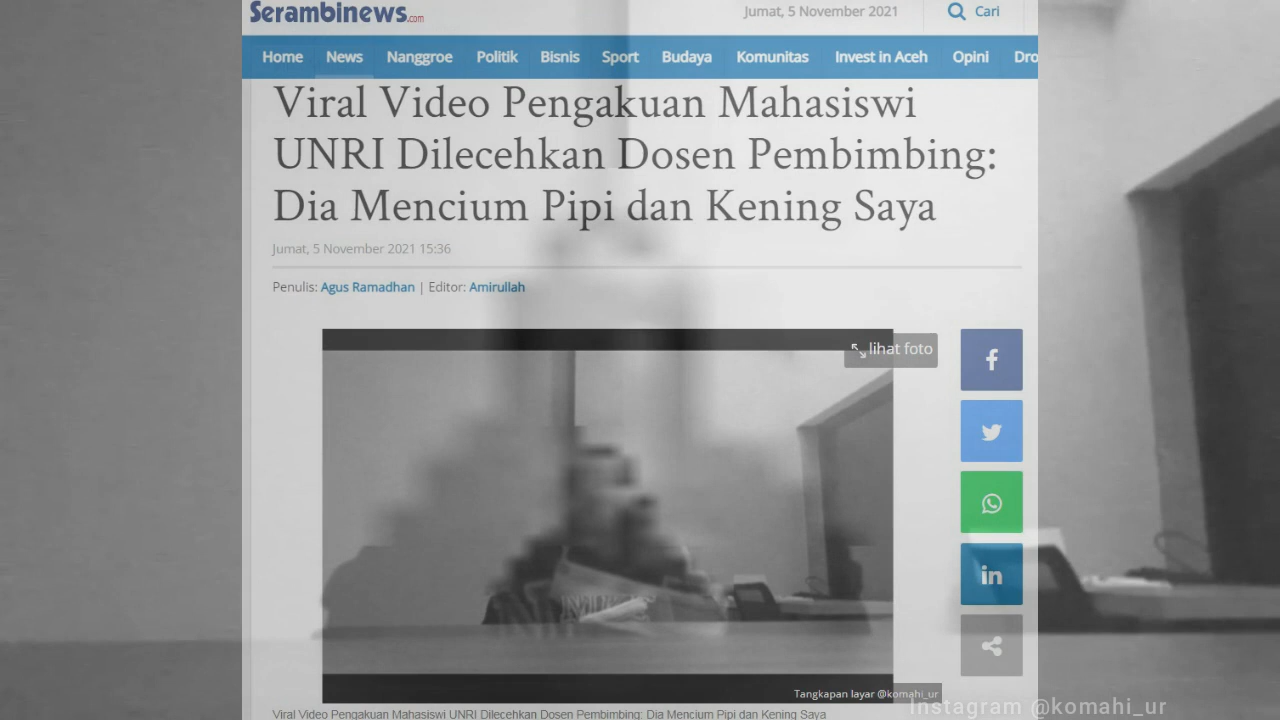 Serambinews.com
Jumat, 5 November 2021
Cari
Home News Nanggroe Politik Bisnis Sport Budaya Komunitas Invest in Aceh Opini Dro
Viral Video Pengakuan Mahasiswi
UNRI Dilecehkan Dosen Pembimbing:
Dia Mencium Pipi dan Kening Saya
Jumat, 5 November 2021 15:36
Penulis: Agus Ramadhan | Editor: Amirullah
lihat foto
Tangkapan layar @komahi_ur
Instagram @komahi_ur
Viral Video Pengakuan Mahasiswi UNRI Dilecehkan Dosen Pembimbing: Dia Mencium Pipi dan Kening Saya